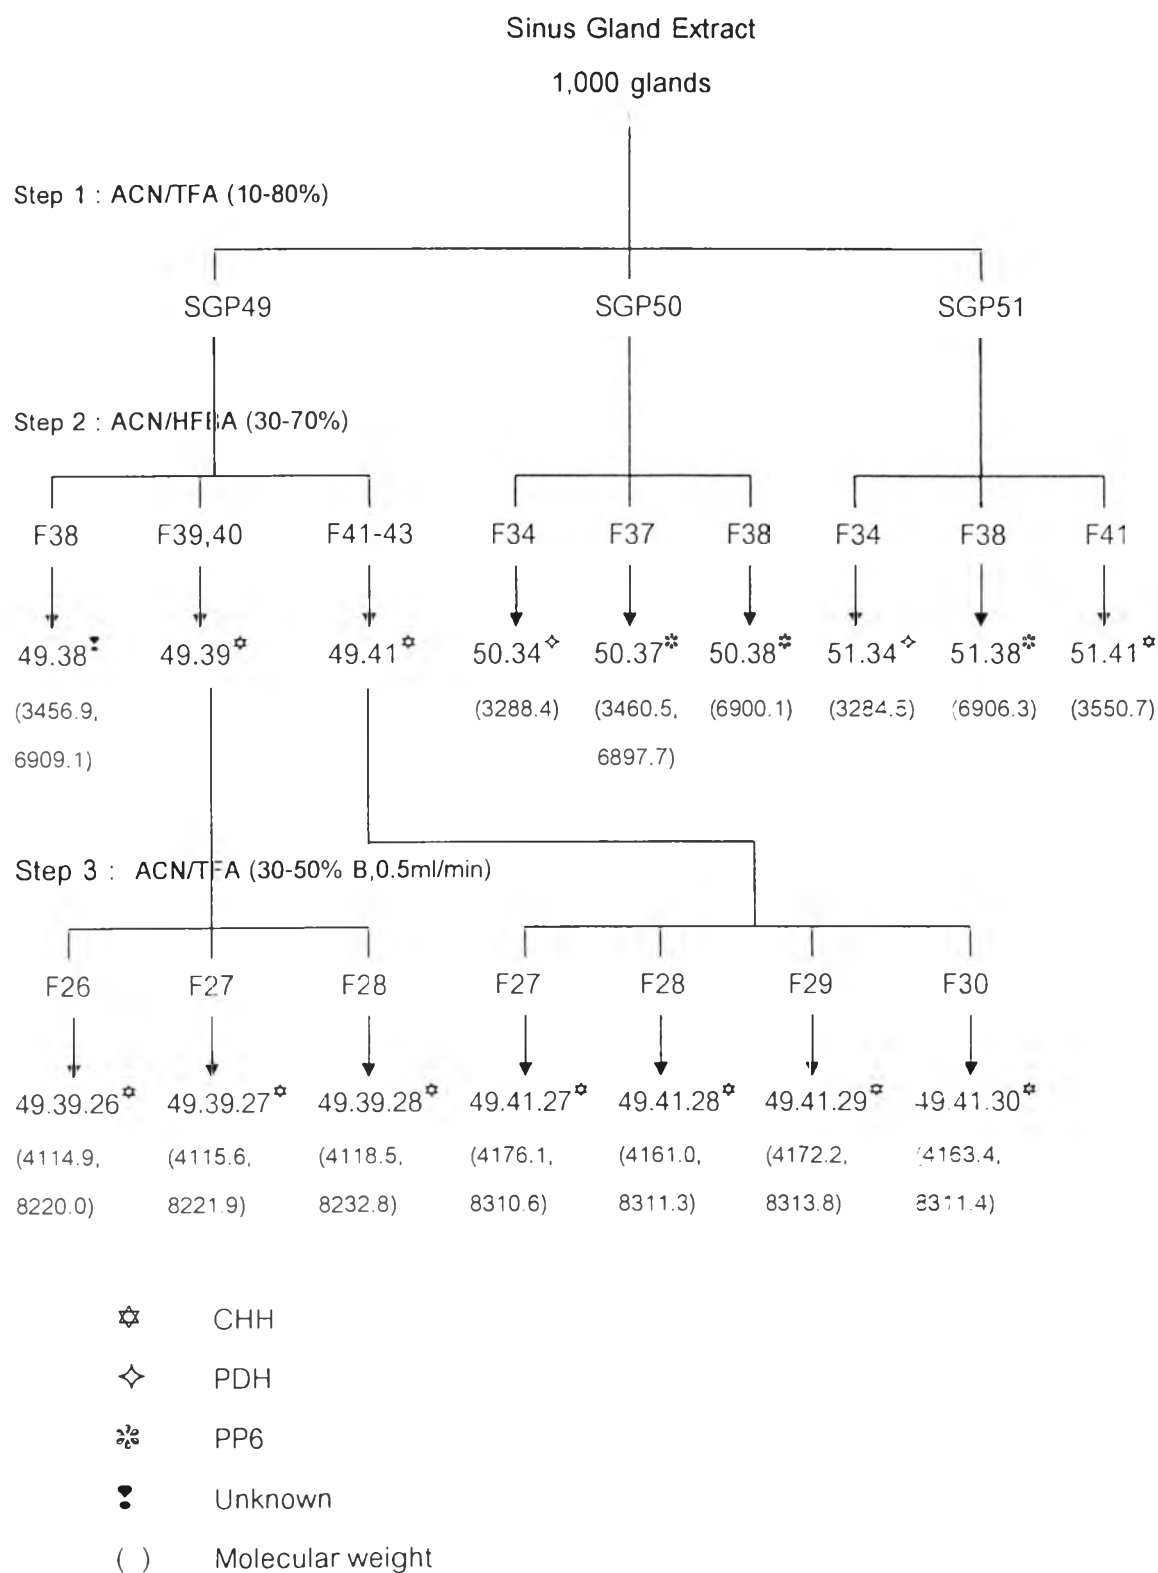 Sinus Gland Extract
1,000 glands
Step 1 : ACN/TFA (10-80%)
SGP49 SGP50 SGP51
Step 2 : ACN/HFBA (30-70%)
F38 F39,40 F41-43 F34 F37 F38 F34 F38 F41
49.38 49.39 49.41 50.34 50.37 50.38 51.34 51.38 51.41
(3456.9, (3288.4) (3460.5, (6900.1) (3284.5) (6906.3) (3550.7)
6909.1) 6897.7)
Step 3 : ACN/TFA (30-50% B,0.5ml/min)
F26 F27 F28 F27 F28 F29 F30
49.39.26 49.39.27 49.39.28 49.41.27 49.41.28 49.41.29 49.41.30
(4114.9, (4115.6, (4118.5, (4176.1, (4161.0, (4172.2, (4163.4,
8220.0) 8221.9) 8232.8) 8310.6) 8311.3) 8313.8) 8311.4)
CHH
PDH
PP6
Unknown
( ) Molecular weight